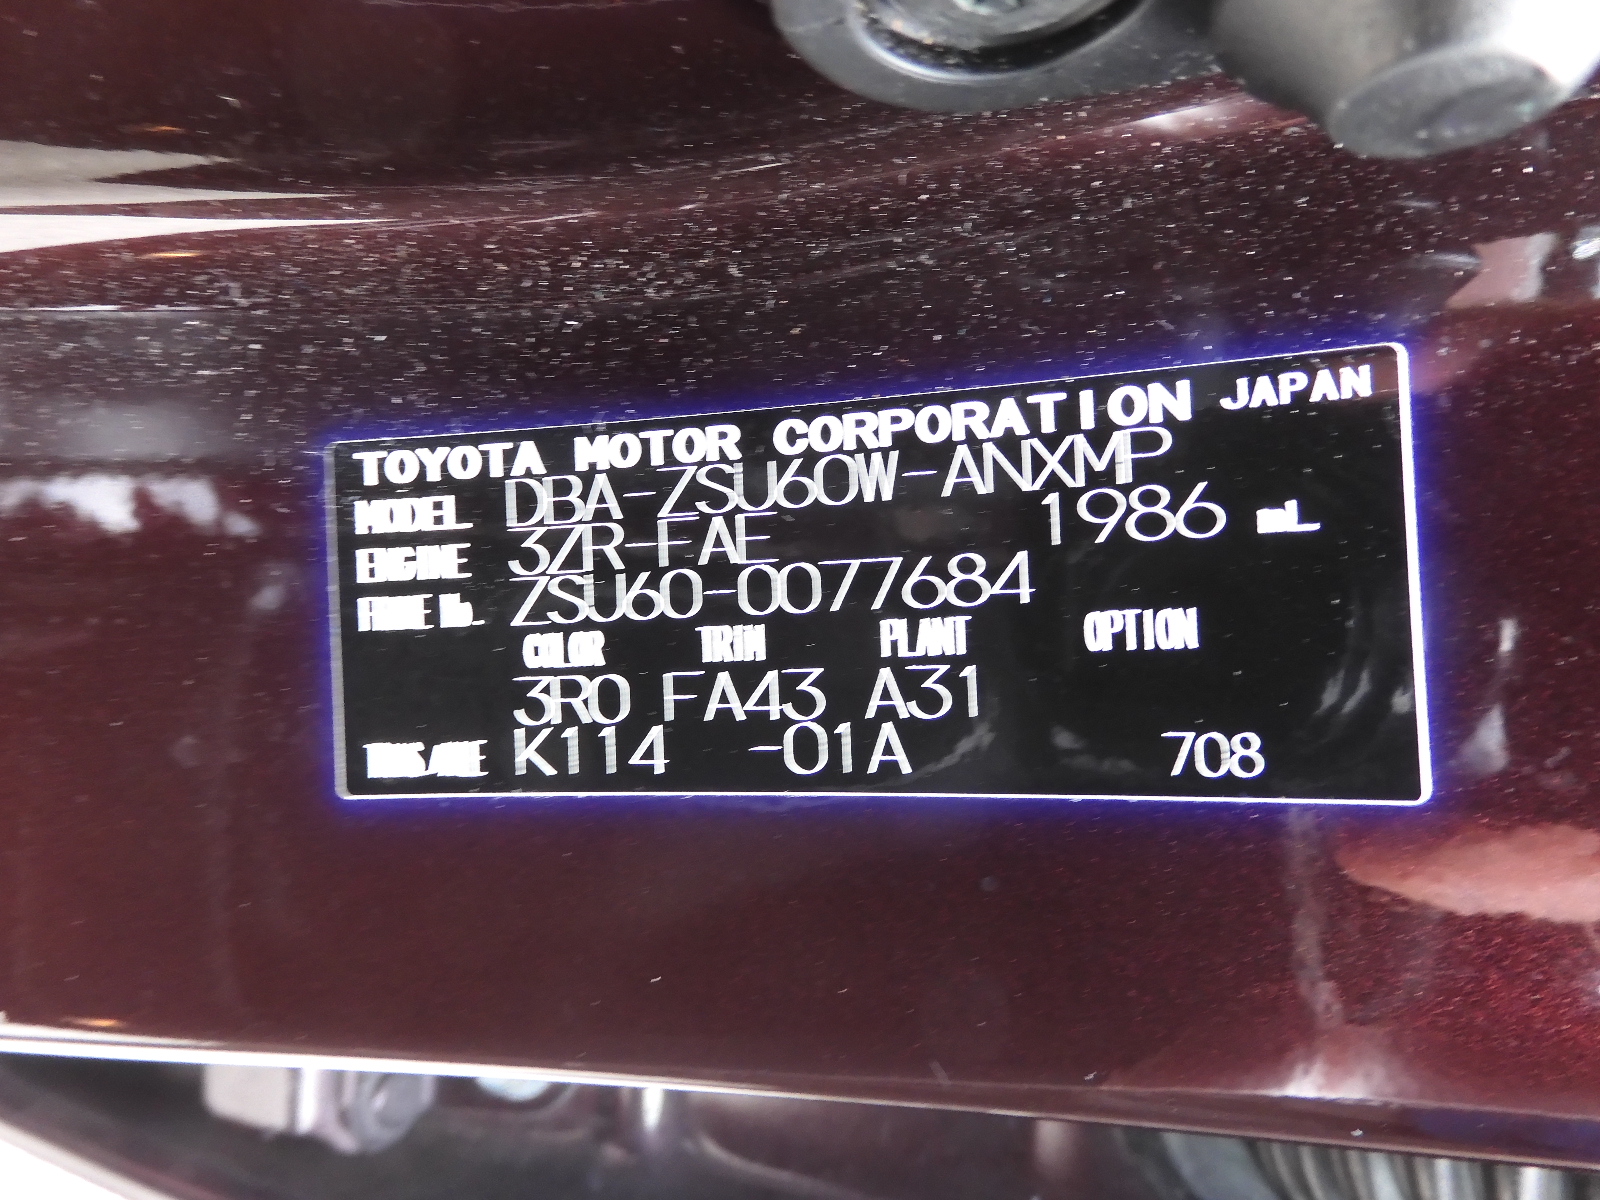 TOYOTA MOTOR CORPORATION JAPAN
MODEL DBA-ZSU60W-ANXMP
ENGINE 3ZR-FAE 1986 mL
FRAME No. ZSU60-0077684
COLOR TRIM PLANT OPTION
3R0 FA43 A31
TRANS/AXLE K114 -01A 708